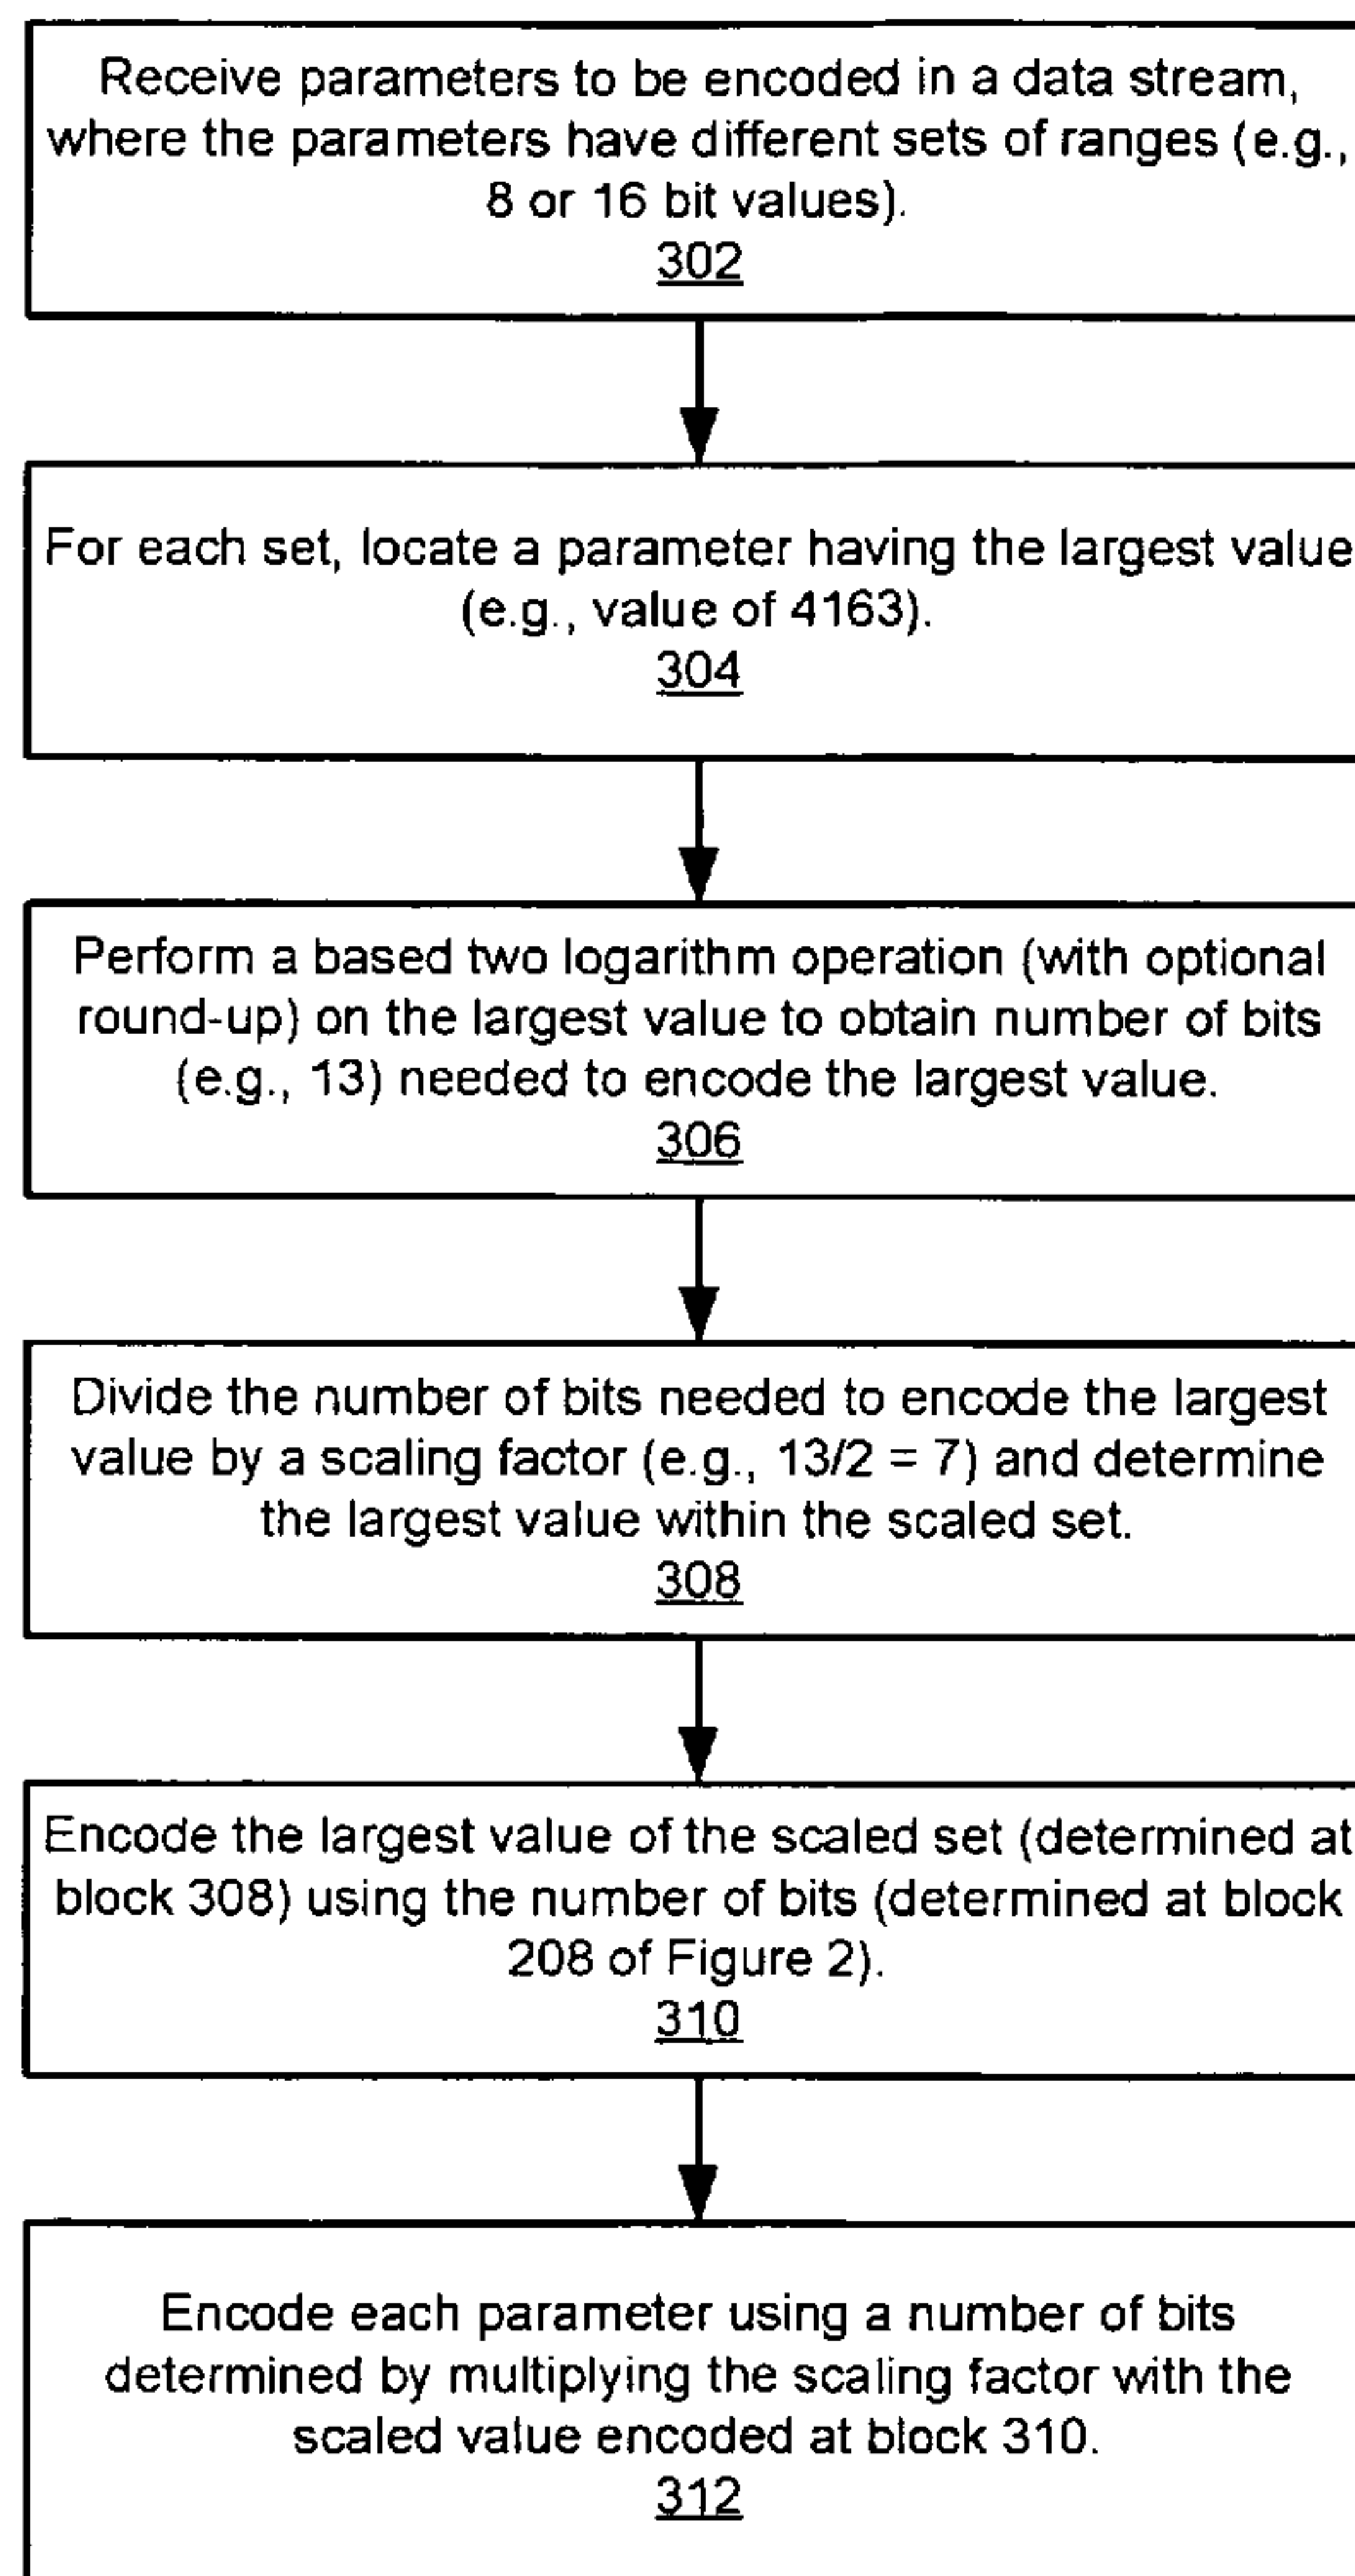 Receive parameters to be encoded in a data stream,
where the parameters have different sets of ranges (e.g.,
8 or 16 bit values).
302
For each set, locate a parameter having the largest value
(e.g., value of 4163).
304
Perform a based two logarithm operation (with optional
round-up) on the largest value to obtain number of bits
(e.g., 13) needed to encode the largest value.
306
Divide the number of bits needed to encode the largest
value by a scaling factor (e.g., 13/2 = 7) and determine
the largest value within the scaled set.
308
Encode the largest value of the scaled set (determined at
block 308) using the number of bits (determined at block
208 of Figure 2).
310
Encode each parameter using a number of bits
determined by multiplying the scaling factor with the
scaled value encoded at block 310.
312